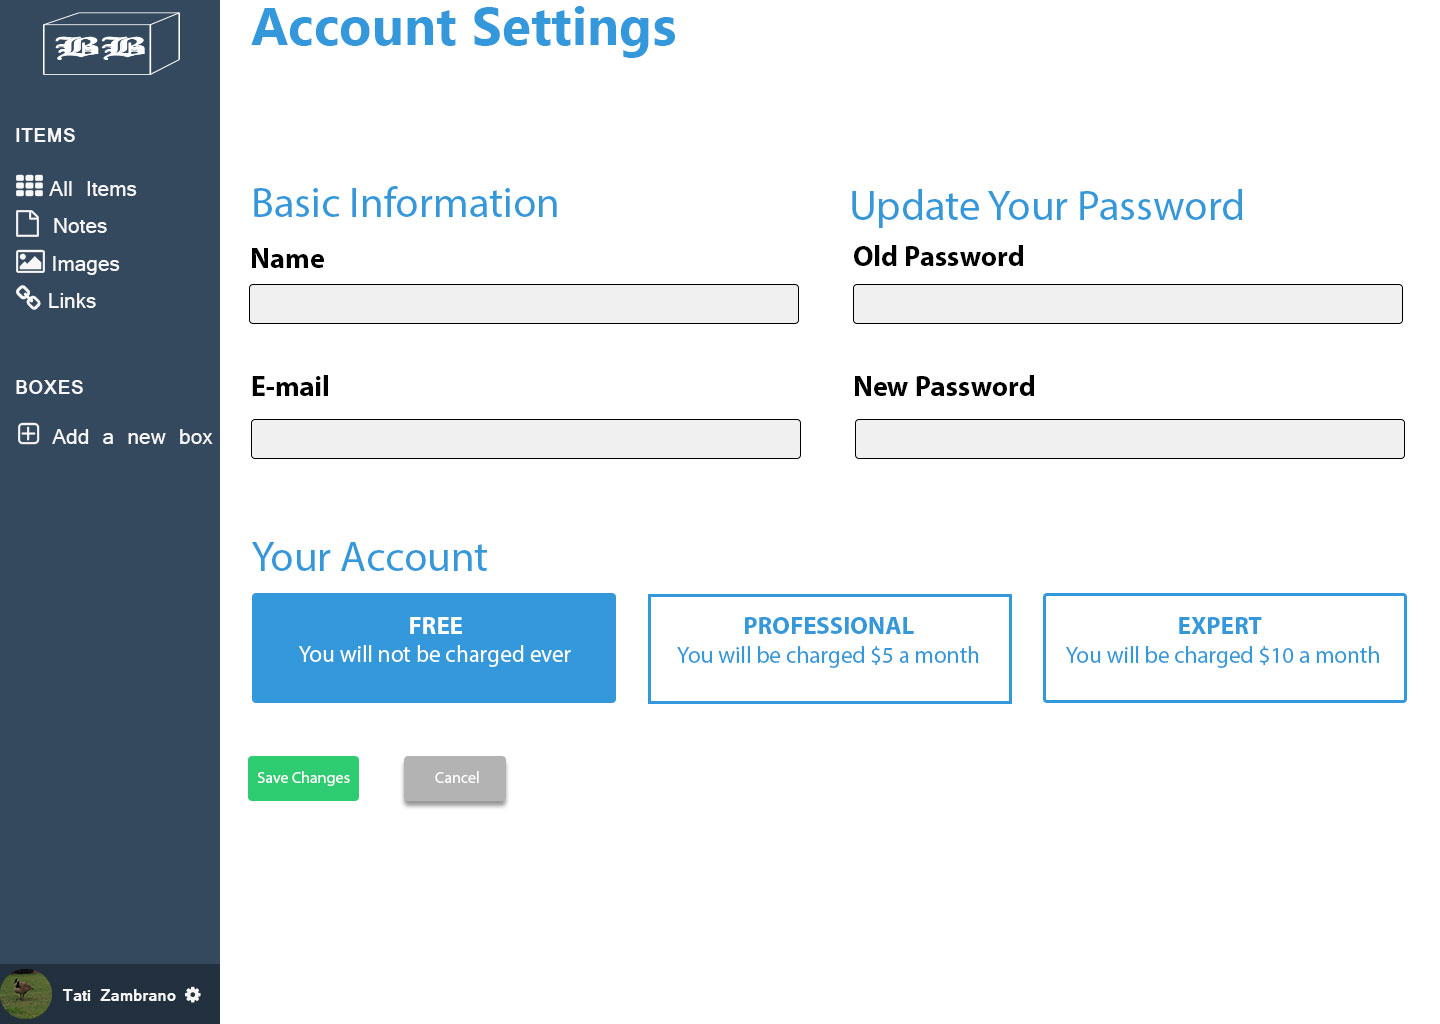 BB
Account Settings
ITEMS
All Items
Notes
Images
Links
BOXES
Add a new box
Tati Zambrano
Basic Information
Name
E-mail
Update Your Password
Old Password
New Password
Your Account
FREE
You will not be charged ever
PROFESSIONAL
You will be charged $5 a month
EXPERT
You will be charged $10 a month
Save Changes
Cancel